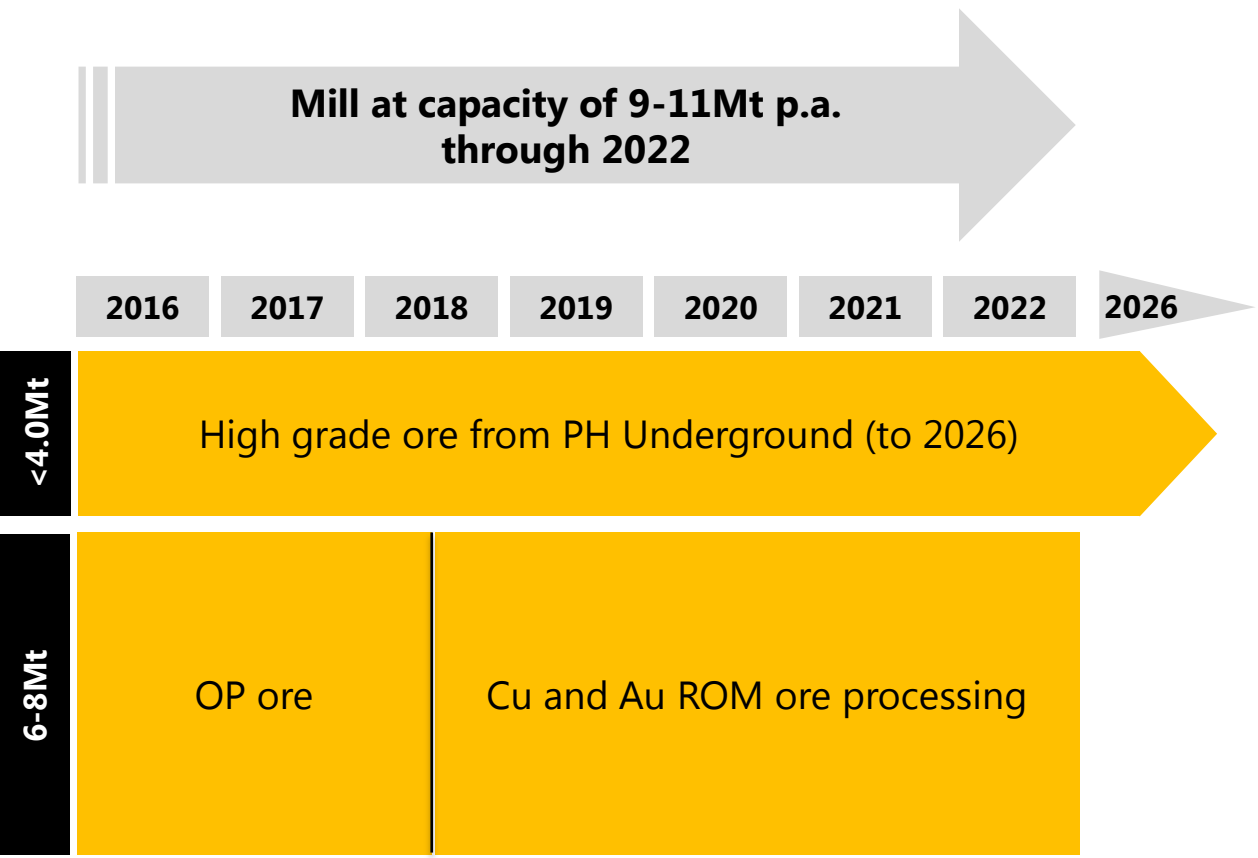 Mill at capacity of 9-11Mt p.a.
through 2022
2016 2017 2018 2019 2020 2021 2022 2026
<4.0Mt
High grade ore from PH Underground (to 2026)
6-8Mt
OP ore
Cu and Au ROM ore processing